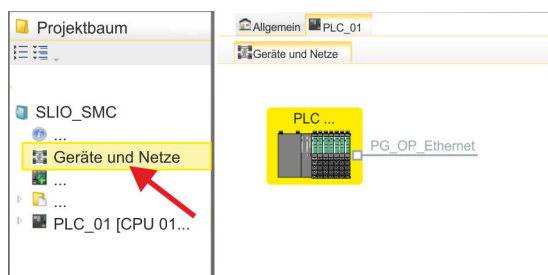 Projektbaum
SLIO_SMC
...
Geräte und Netze
...
...
PLC_01 [CPU 01...
Allgemein PLC_01
Geräte und Netze
PLC ...
PG_OP_Ethernet